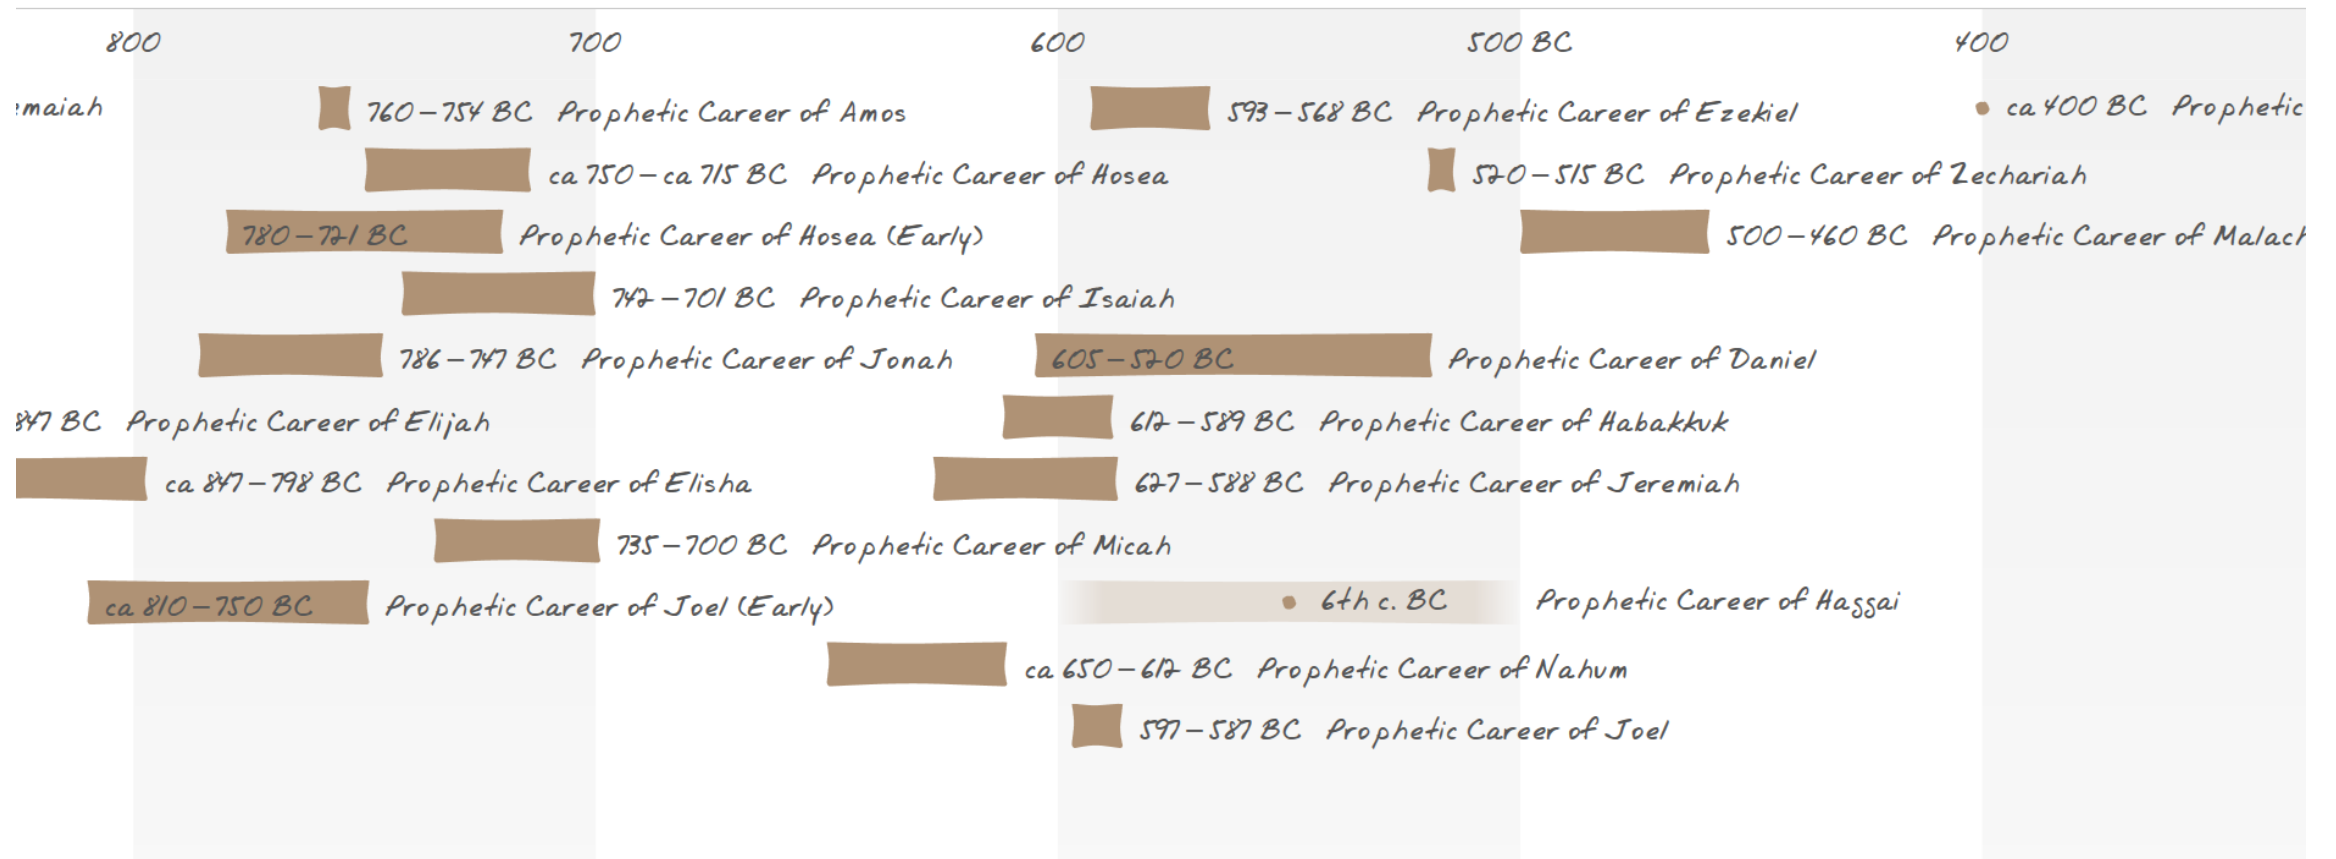 800 700 600 500 BC 400
emaiah 760–754 BC Prophetic Career of Amos 593–568 BC Prophetic Career of Ezekiel ca 400 BC Prophetic
ca 750–ca 715 BC Prophetic Career of Hosea 520–515 BC Prophetic Career of Zechariah
780–721 BC Prophetic Career of Hosea (Early) 500–460 BC Prophetic Career of Malach
742–701 BC Prophetic Career of Isaiah
786–747 BC Prophetic Career of Jonah 605–520 BC Prophetic Career of Daniel
847 BC Prophetic Career of Elijah 612–589 BC Prophetic Career of Habakkuk
ca 847–798 BC Prophetic Career of Elisha 627–588 BC Prophetic Career of Jeremiah
735–700 BC Prophetic Career of Micah
ca 810–750 BC Prophetic Career of Joel (Early) 6th c. BC Prophetic Career of Haggai
ca 650–612 BC Prophetic Career of Nahum
597–587 BC Prophetic Career of Joel